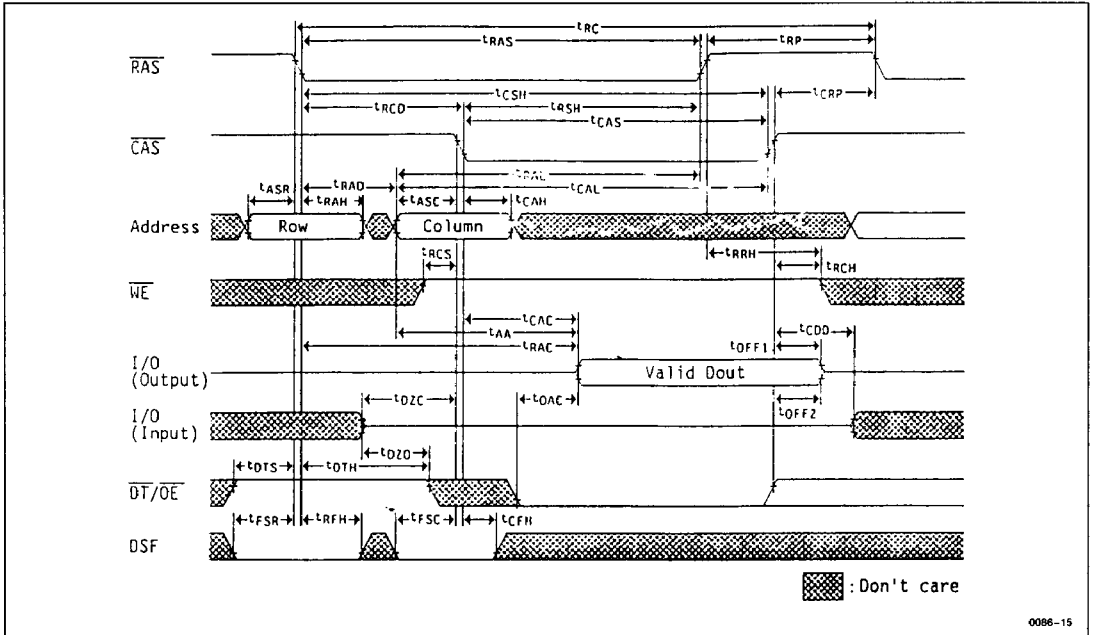 tRC
tRAS
tRP
RAS
tCSH
tCRP
tRCD
tRSH
tCAS
CAS
tRAL
tCAL
tASR
tRAD
tRAH
tASC
tCAH
Address
Row
Column
tRRH
tRCS
tRCH
WE
tCAC
tCDD
tAA
tRAC
tOFF1
I/O
(Output)
Valid Dout
tDZC
tOAC
tOFF2
I/O
(Input)
tDZO
tDTS
tDTH
DT/OE
tFSR
tRFH
tFSC
tCFH
DSF
:Don't care
0086-15